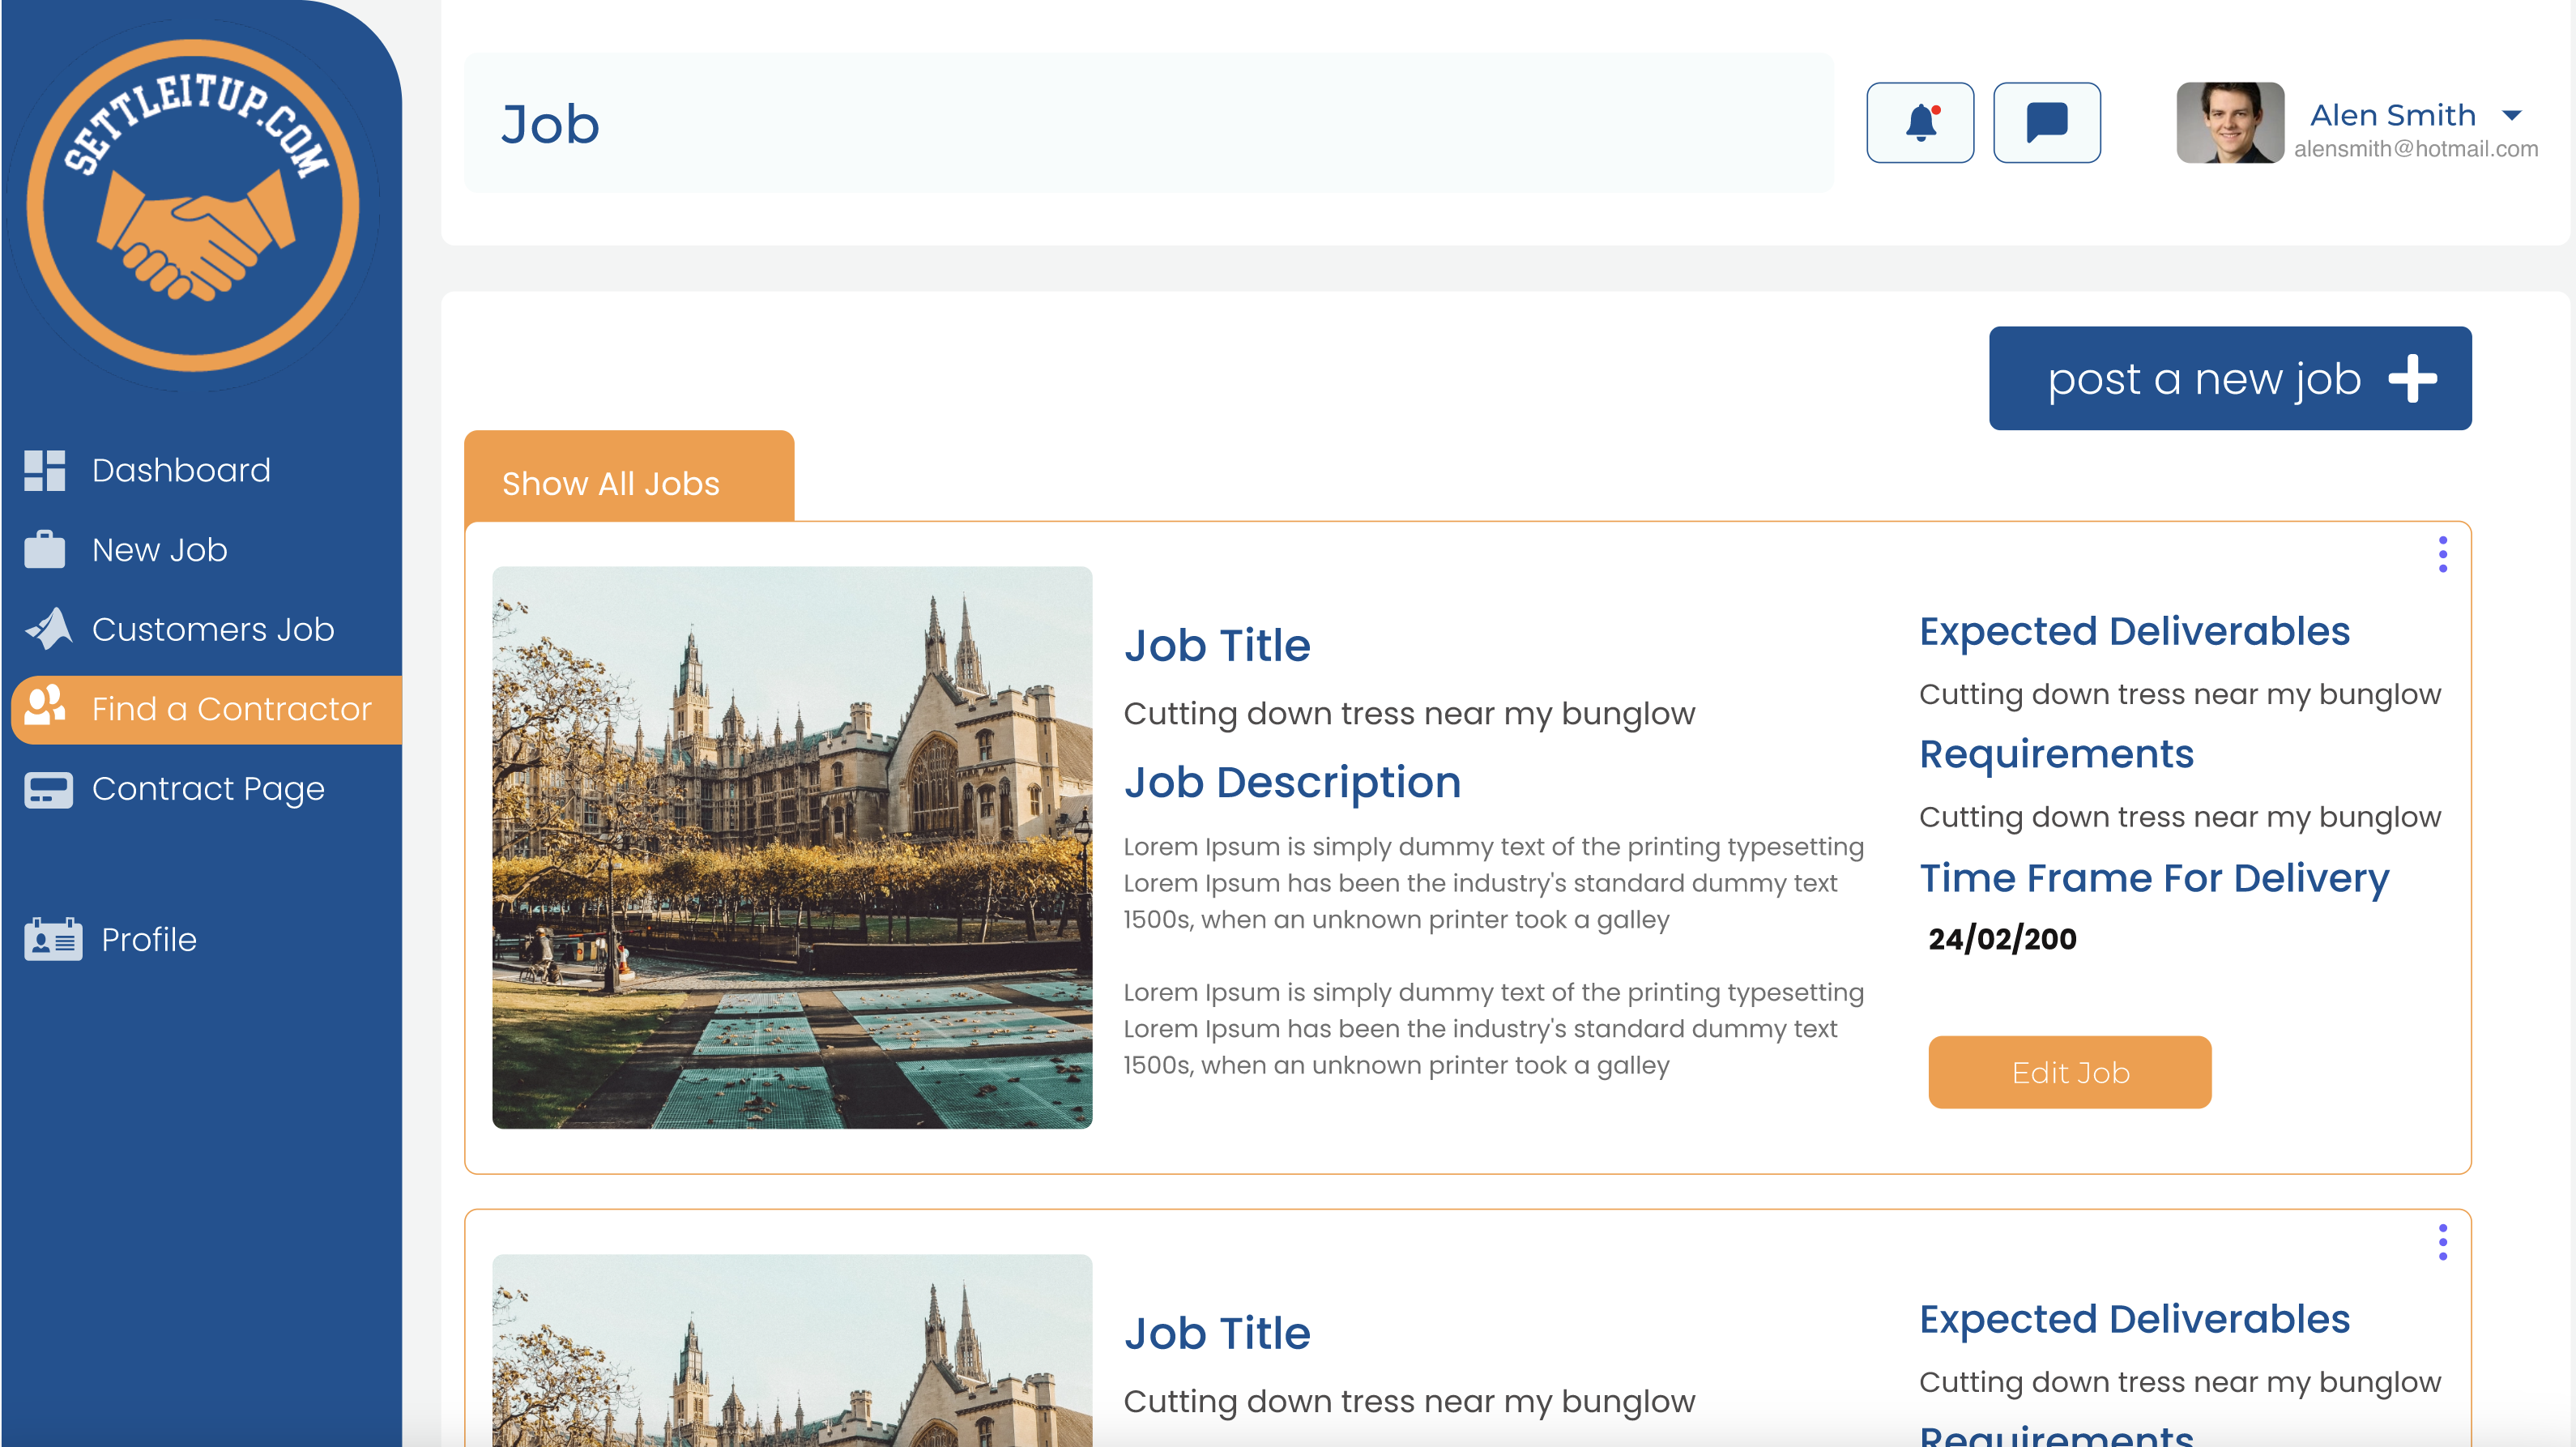 SETTLEITUP.COM
Dashboard
New Job
Customers Job
Find a Contractor
Contract Page
Profile
Job
Alen Smith
alensmith@hotmail.com
post a new job
Show All Jobs
Job Title
Cutting down tress near my bunglow
Job Description
Lorem Ipsum is simply dummy text of the printing typesetting
Lorem Ipsum has been the industry's standard dummy text
1500s, when an unknown printer took a galley
Lorem Ipsum is simply dummy text of the printing typesetting
Lorem Ipsum has been the industry's standard dummy text
1500s, when an unknown printer took a galley
Expected Deliverables
Cutting down tress near my bunglow
Requirements
Cutting down tress near my bunglow
Time Frame For Delivery
24/02/200
Edit Job
Job Title
Cutting down tress near my bunglow
Expected Deliverables
Cutting down tress near my bunglow
Requirements